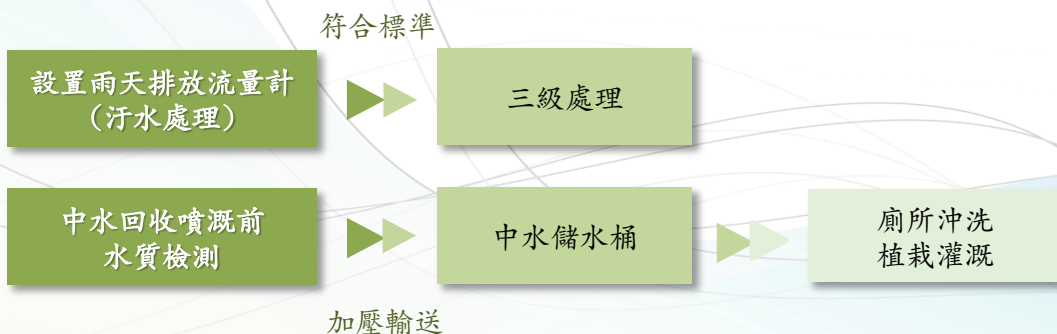 符合標準
設置雨天排放流量計
(汙水處理)
三級處理
中水回收噴溉前
水質檢測
中水儲水桶
廁所沖洗
植栽灌溉
加壓輸送